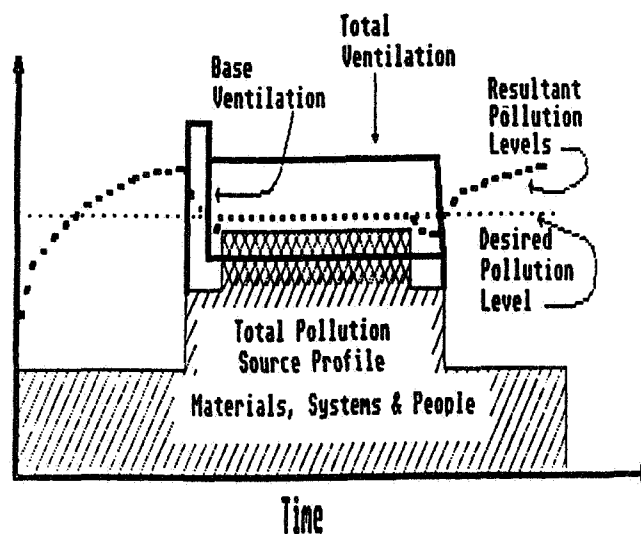 Total
Ventilation
Base
Ventilation
Resultant
Pollution
Levels
Desired
Pollution
Level
Total Pollution
Source Profile
Materials, Systems & People
Time